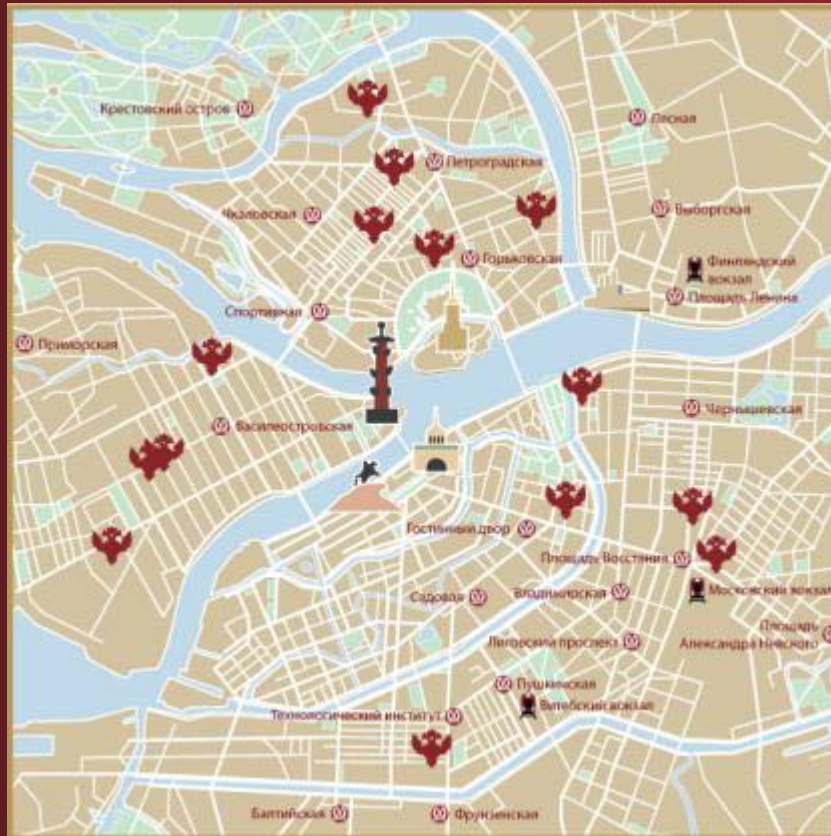 Крестовский остров
Лесная
Петроградская
Чкаловская
Выборгская
Горьковская
Финляндский
вокзал
Площадь Ленина
Спортивная
Приморская
Чернышевская
Василеостровская
Гостинный двор
Площадь Восстания
Садовая
Владимирская
Московский вокзал
Площадь
Александра Невского
Лиговский проспект
Пушкинская
Витебский вокзал
Технологический институт
Балтийская
Фрунзенская